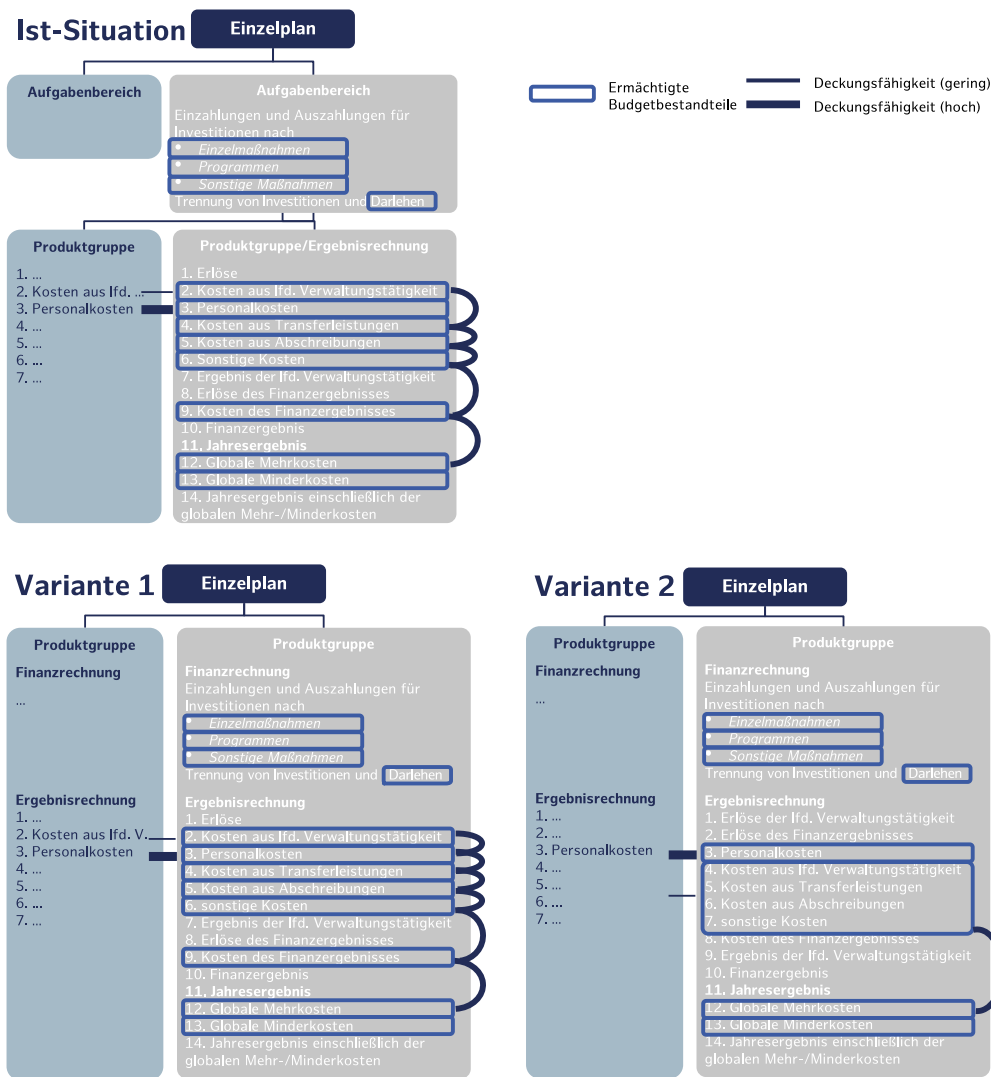 Ist-Situation
Einzelplan
Aufgabenbereich
Aufgabenbereich
Einzahlungen und Auszahlungen für
Investitionen nach
• Einzelmaßnahmen
• Programmen
• Sonstige Maßnahmen
Trennung von Investitionen und Darlehen
Ermächtigte
Budgetbestandteile
Deckungsfähigkeit (gering)
Deckungsfähigkeit (hoch)
Produktgruppe
1. ...
2. Kosten aus lfd. ...
3. Personalkosten
4. ...
5. ...
6. ...
7. ...
Produktgruppe/Ergebnisrechnung
1. Erlöse
2. Kosten aus lfd. Verwaltungstätigkeit
3. Personalkosten
4. Kosten aus Transferleistungen
5. Kosten aus Abschreibungen
6. Sonstige Kosten
7. Ergebnis der lfd. Verwaltungstätigkeit
8. Erlöse des Finanzergebnisses
9. Kosten des Finanzergebnisses
10. Finanzergebnis
11, Jahresergebnis
12. Globale Mehrkosten
13. Globale Minderkosten
14. Jahresergebnis einschließlich der
globalen Mehr-/Minderkosten
Variante 1
Einzelplan
Produktgruppe
Finanzrechnung
...
Ergebnisrechnung
1. ...
2. Kosten aus lfd. V.
3. Personalkosten
4. ...
5. ...
6. ...
7. ...
Produktgruppe
Finanzrechnung
Einzahlungen und Auszahlungen für
Investitionen nach
• Einzelmaßnahmen
• Programmen
• Sonstige Maßnahmen
Trennung von Investitionen und Darlehen
Ergebnisrechnung
1. Erlöse
2. Kosten aus lfd. Verwaltungstätigkeit
3. Personalkosten
4. Kosten aus Transferleistungen
5. Kosten aus Abschreibungen
6. sonstige Kosten
7. Ergebnis der lfd. Verwaltungstätigkeit
8. Erlöse des Finanzergebnisses
9. Kosten des Finanzergebnisses
10. Finanzergebnis
11, Jahresergebnis
12. Globale Mehrkosten
13. Globale Minderkosten
14. Jahresergebnis einschließlich der
globalen Mehr-/Minderkosten
Variante 2
Einzelplan
Produktgruppe
Finanzrechnung
...
Ergebnisrechnung
1. ...
2. ...
3. Personalkosten
4. ...
5. ...
6. ...
7. ...
Produktgruppe
Finanzrechnung
Einzahlungen und Auszahlungen für
Investitionen nach
• Einzelmaßnahmen
• Programmen
• Sonstige Maßnahmen
Trennung von Investitionen und Darlehen
Ergebnisrechnung
1. Erlöse der lfd. Verwaltungstätigkeit
2. Erlöse des Finanzergebnisses
3. Personalkosten
4. Kosten aus lfd. Verwaltungstätigkeit
5. Kosten aus Transferleistungen
6. Kosten aus Abschreibungen
7. sonstige Kosten
8. Kosten des Finanzergebnisses
9. Ergebnis der lfd. Verwaltungstätigkeit
10. Finanzergebnis
11. Jahresergebnis
12. Globale Mehrkosten
13. Globale Minderkosten
14. Jahresergebnis einschließlich der
globalen Mehr-/Minderkosten